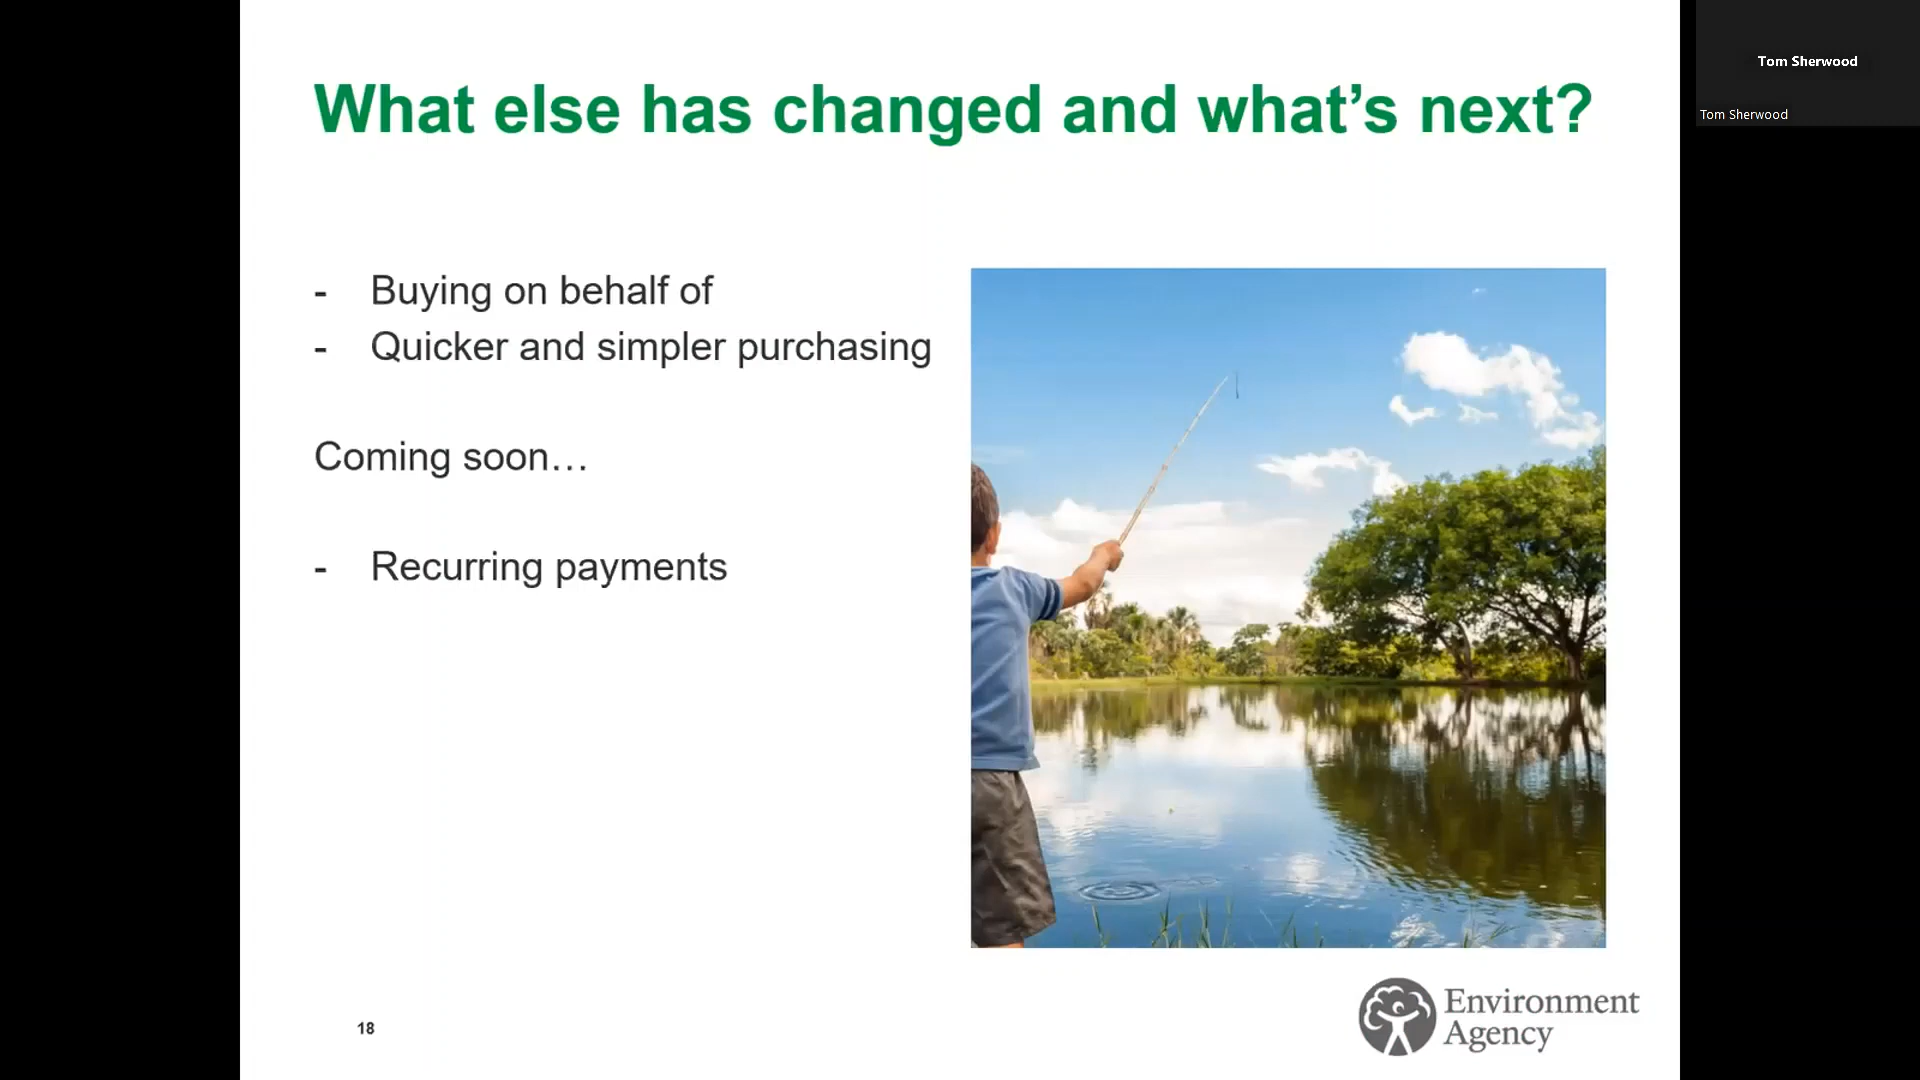 What else has changed and what’s next?
- Buying on behalf of
- Quicker and simpler purchasing
Coming soon…
- Recurring payments
18
Environment
Agency
Tom Sherwood
Tom Sherwood